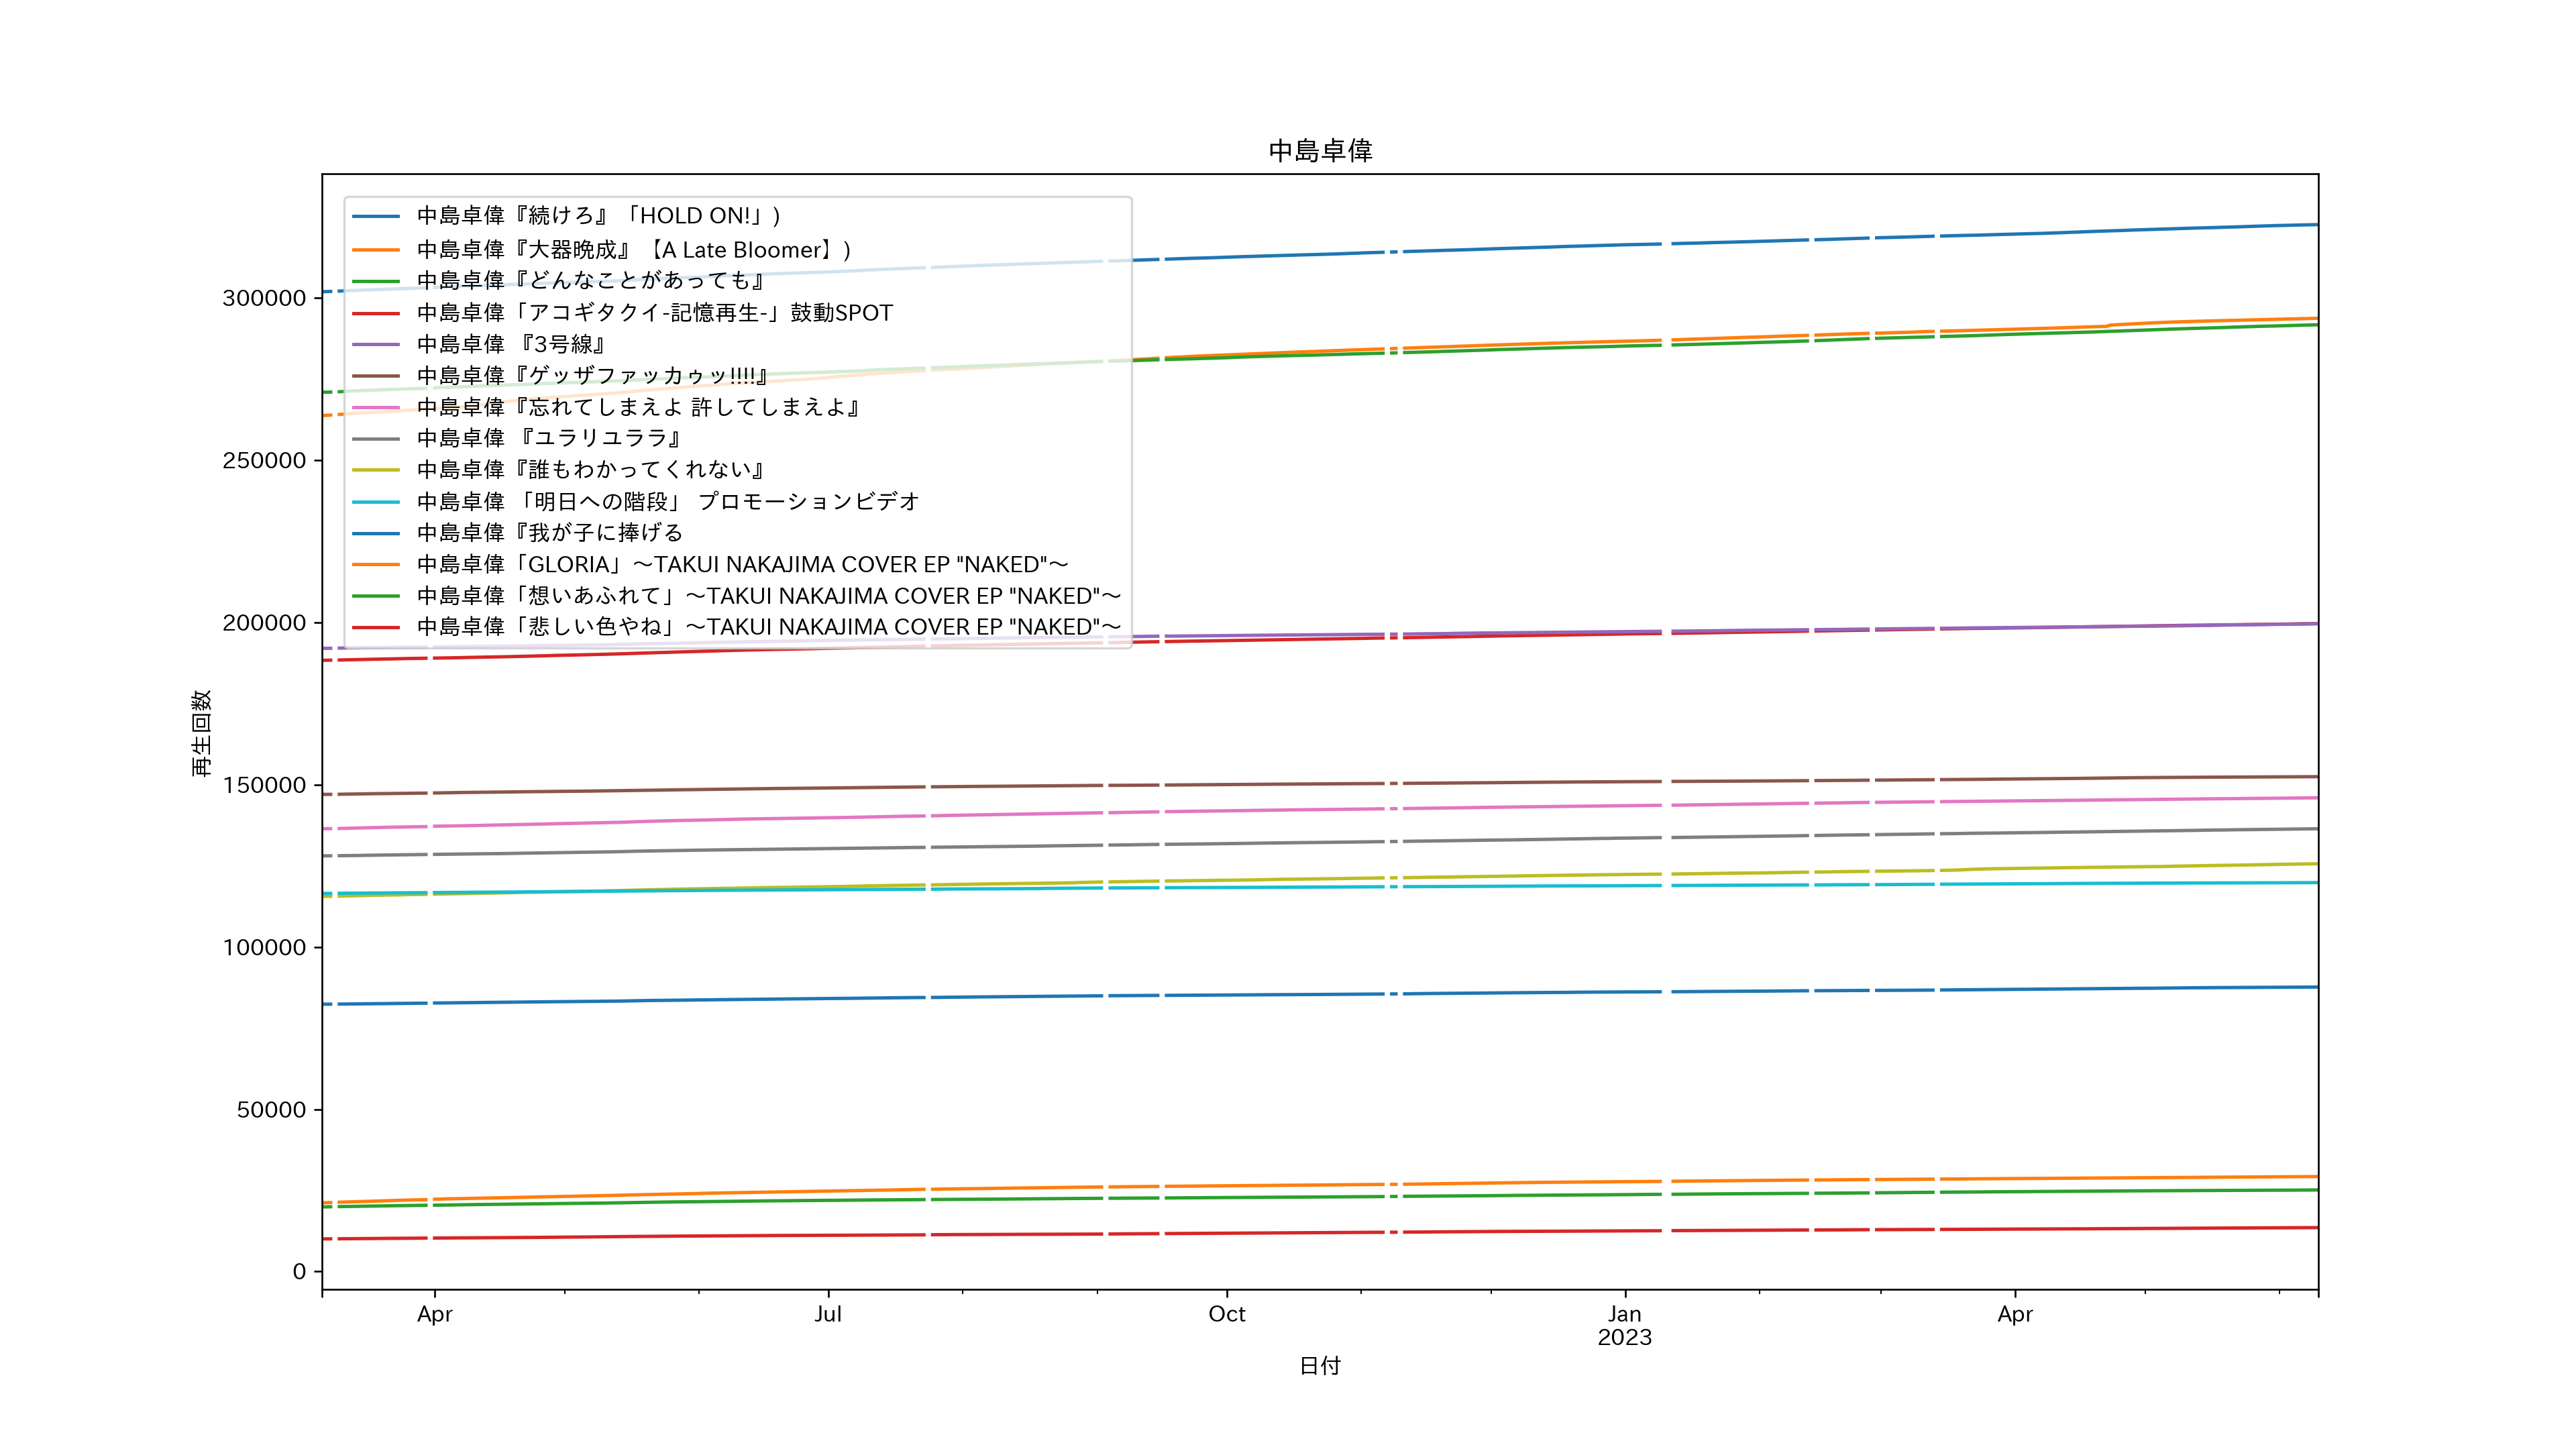 中島卓偉
中島卓偉『続けろ』「HOLD ON!」)
中島卓偉『大器晩成』【A Late Bloomer】)
中島卓偉『どんなことがあっても』
中島卓偉「アコギタクイ-記憶再生-」鼓動SPOT
中島卓偉 『3号線』
中島卓偉『ゲッザファッカゥッ!!!!』
中島卓偉『忘れてしまえよ 許してしまえよ』
中島卓偉 『ユラリユララ』
中島卓偉『誰もわかってくれない』
中島卓偉 「明日への階段」 プロモーションビデオ
中島卓偉『我が子に捧げる
中島卓偉「GLORIA」～TAKUI NAKAJIMA COVER EP "NAKED"～
中島卓偉「想いあふれて」～TAKUI NAKAJIMA COVER EP "NAKED"～
中島卓偉「悲しい色やね」～TAKUI NAKAJIMA COVER EP "NAKED"～
300000
250000
200000
150000
100000
50000
0
再生回数
Apr Jul Oct Jan Apr
2023
日付